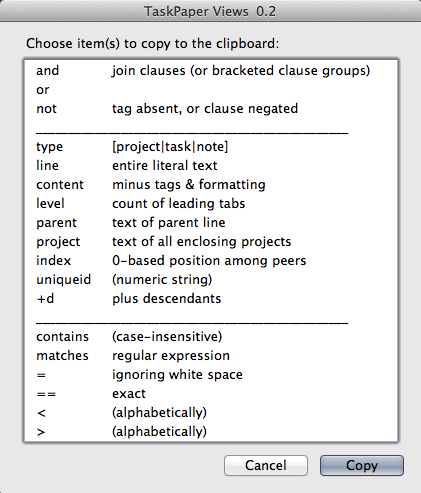 TaskPaper Views 0.2
Choose item(s) to copy to the clipboard:
and join clauses (or bracketed clause groups)
or
not tag absent, or clause negated
type [project|task|note]
line entire literal text
content minus tags & formatting
level count of leading tabs
parent text of parent line
project text of all enclosing projects
index 0-based position among peers
uniqueid (numeric string)
+d plus descendants
contains (case-insensitive)
matches regular expression
= ignoring white space
== exact
< (alphabetically)
> (alphabetically)
Cancel Copy